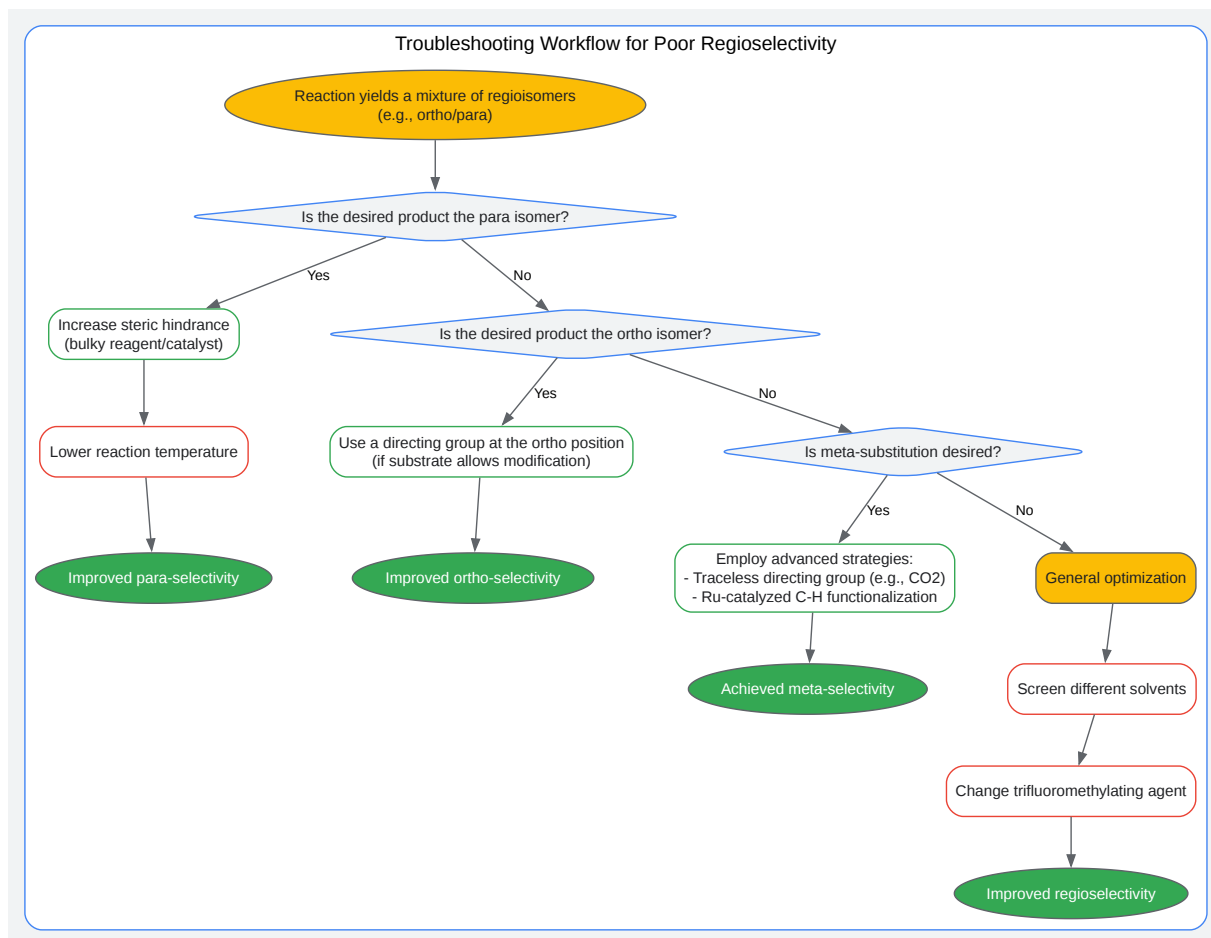 Troubleshooting Workflow for Poor Regioselectivity
Reaction yields a mixture of regioisomers
(e.g., ortho/para)
Is the desired product the para isomer?
Yes
No
Increase steric hindrance
(bulky reagent/catalyst)
Is the desired product the ortho isomer?
Yes
No
Lower reaction temperature
Use a directing group at the ortho position
(if substrate allows modification)
Is meta-substitution desired?
Yes
No
Improved para-selectivity
Improved ortho-selectivity
Employ advanced strategies:
- Traceless directing group (e.g., CO2)
- Ru-catalyzed C-H functionalization
General optimization
Achieved meta-selectivity
Screen different solvents
Change trifluoromethylating agent
Improved regioselectivity